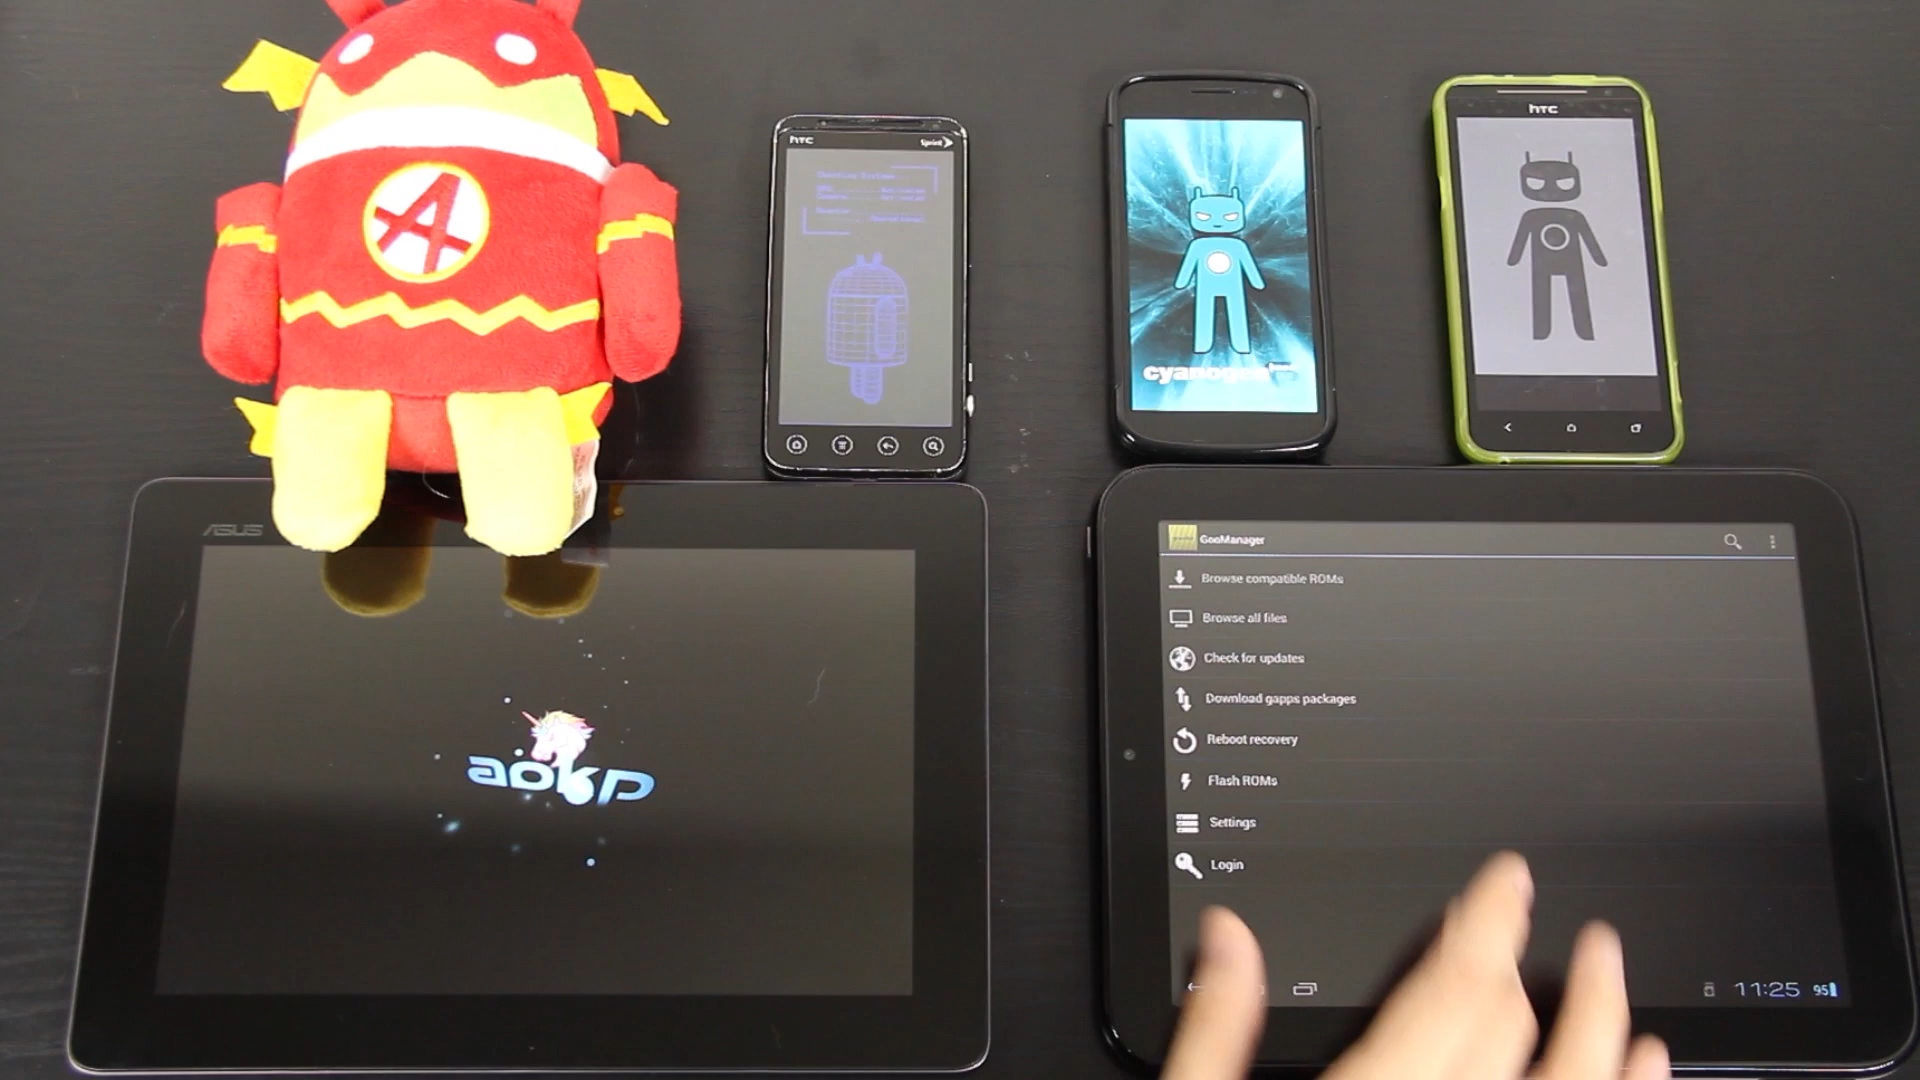 A
hTC
Sprint
hTC
cyanogen
ASUS
aokp
GooManager
Browse compatible ROMs
Browse all files
Check for updates
Download gapps packages
Reboot recovery
Flash ROMs
Settings
Login
11:25
95